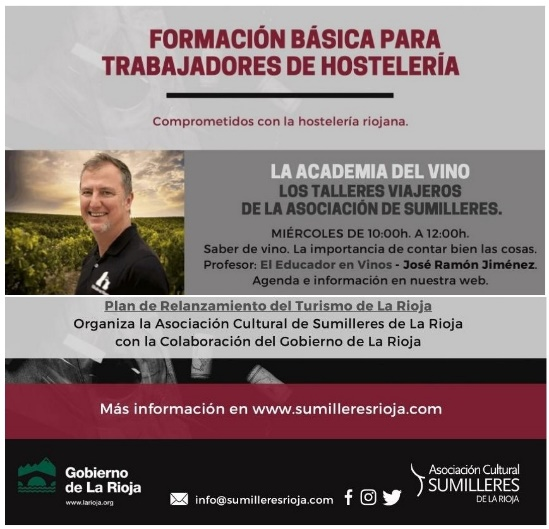 FORMACIÓN BÁSICA PARA
TRABAJADORES DE HOSTELERÍA
Comprometidos con la hostelería riojana.
LA ACADEMIA DEL VINO
LOS TALLERES VIAJEROS
DE LA ASOCIACIÓN DE SUMILLERES.
MIÉRCOLES DE 10:00h. A 12:00h.
Saber de vino. La importancia de contar bien las cosas.
Profesor: El Educador en Vinos - José Ramón Jiménez.
Agenda e información en nuestra web.
Plan de Relanzamiento del Turismo de La Rioja
Organiza la Asociación Cultural de Sumilleres de La Rioja
con la Colaboración del Gobierno de La Rioja
Más información en www.sumilleresrioja.com
Gobierno
de La Rioja
www.larioja.org
info@sumilleresrioja.com
Asociación Cultural
SUMILLERES
DE LA RIOJA